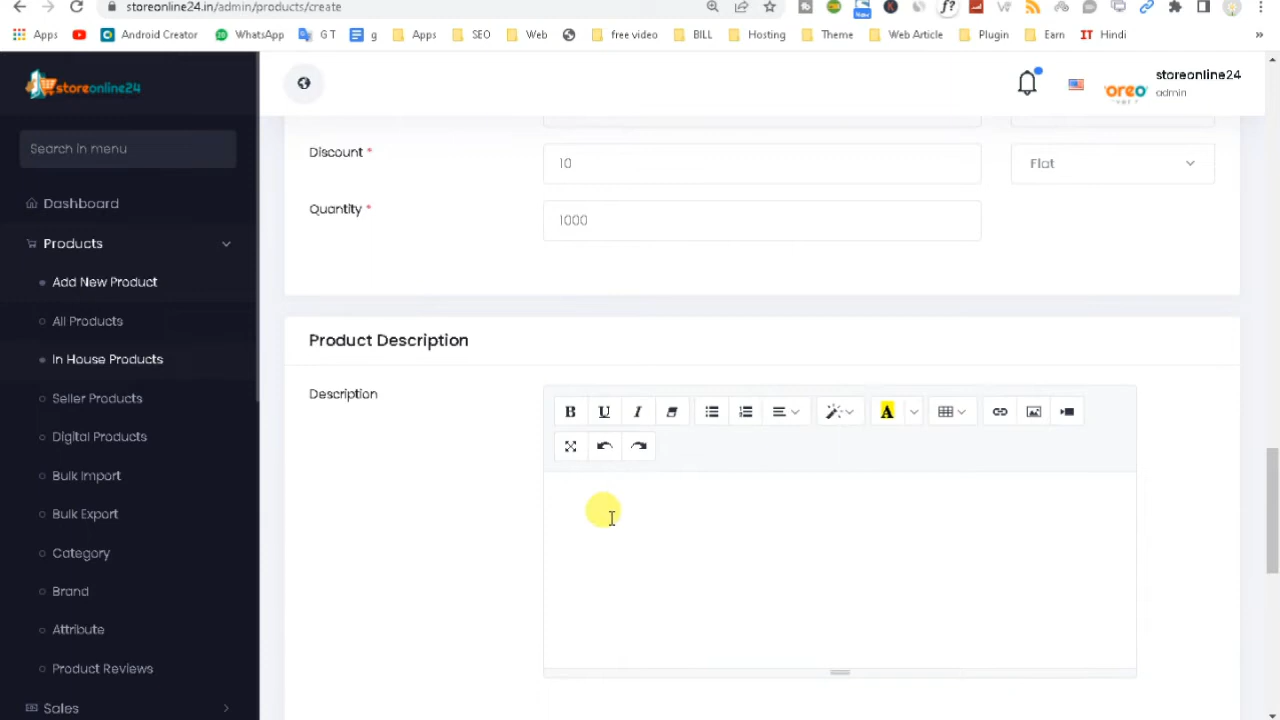 storeonline24.in/admin/products/create
Apps
Android Creator
WhatsApp
G T
g
Apps
SEO
Web
free video
BILL
Hosting
Theme
Web Article
Plugin
Earn
IT Hindi
»
New
f?
storeonline24
storeonline24
admin
oreo
Search in menu
Dashboard
Products
Add New Product
All Products
In House Products
Seller Products
Digital Products
Bulk Import
Bulk Export
Category
Brand
Attribute
Product Reviews
Sales
Discount *
10
Flat
Quantity *
1000
Product Description
Description
B U I
A